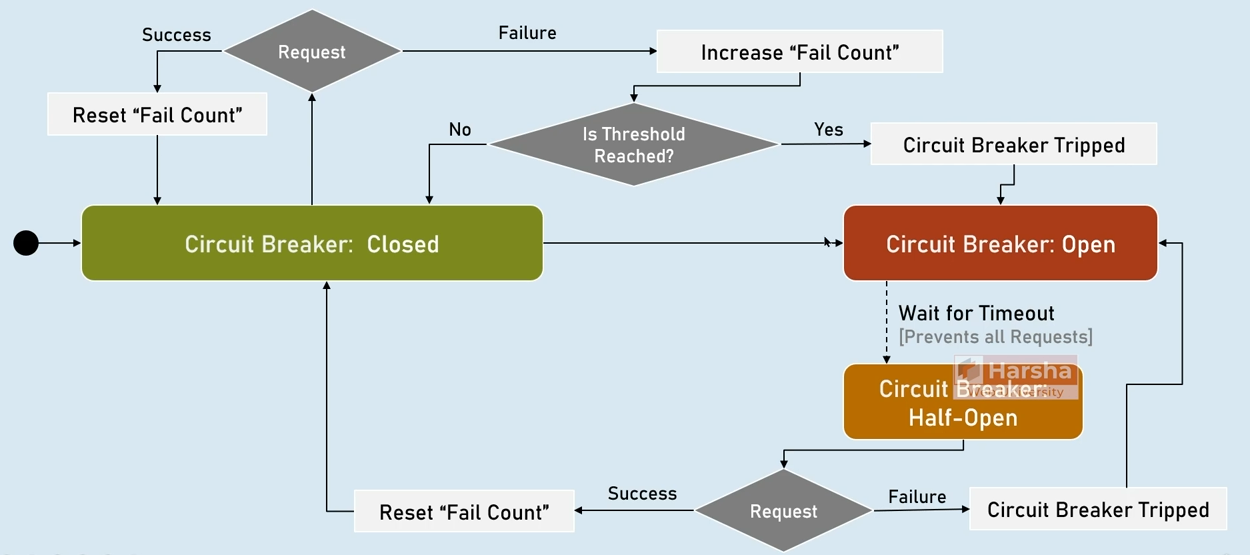 Success
Request
Failure
Increase “Fail Count”
Reset “Fail Count”
No
Is Threshold
Reached?
Yes
Circuit Breaker Tripped
Circuit Breaker: Closed
Circuit Breaker: Open
Wait for Timeout
[Prevents all Requests]
Harsha
Circuit Breaker:
Half-Open
Reset “Fail Count”
Success
Request
Failure
Circuit Breaker Tripped